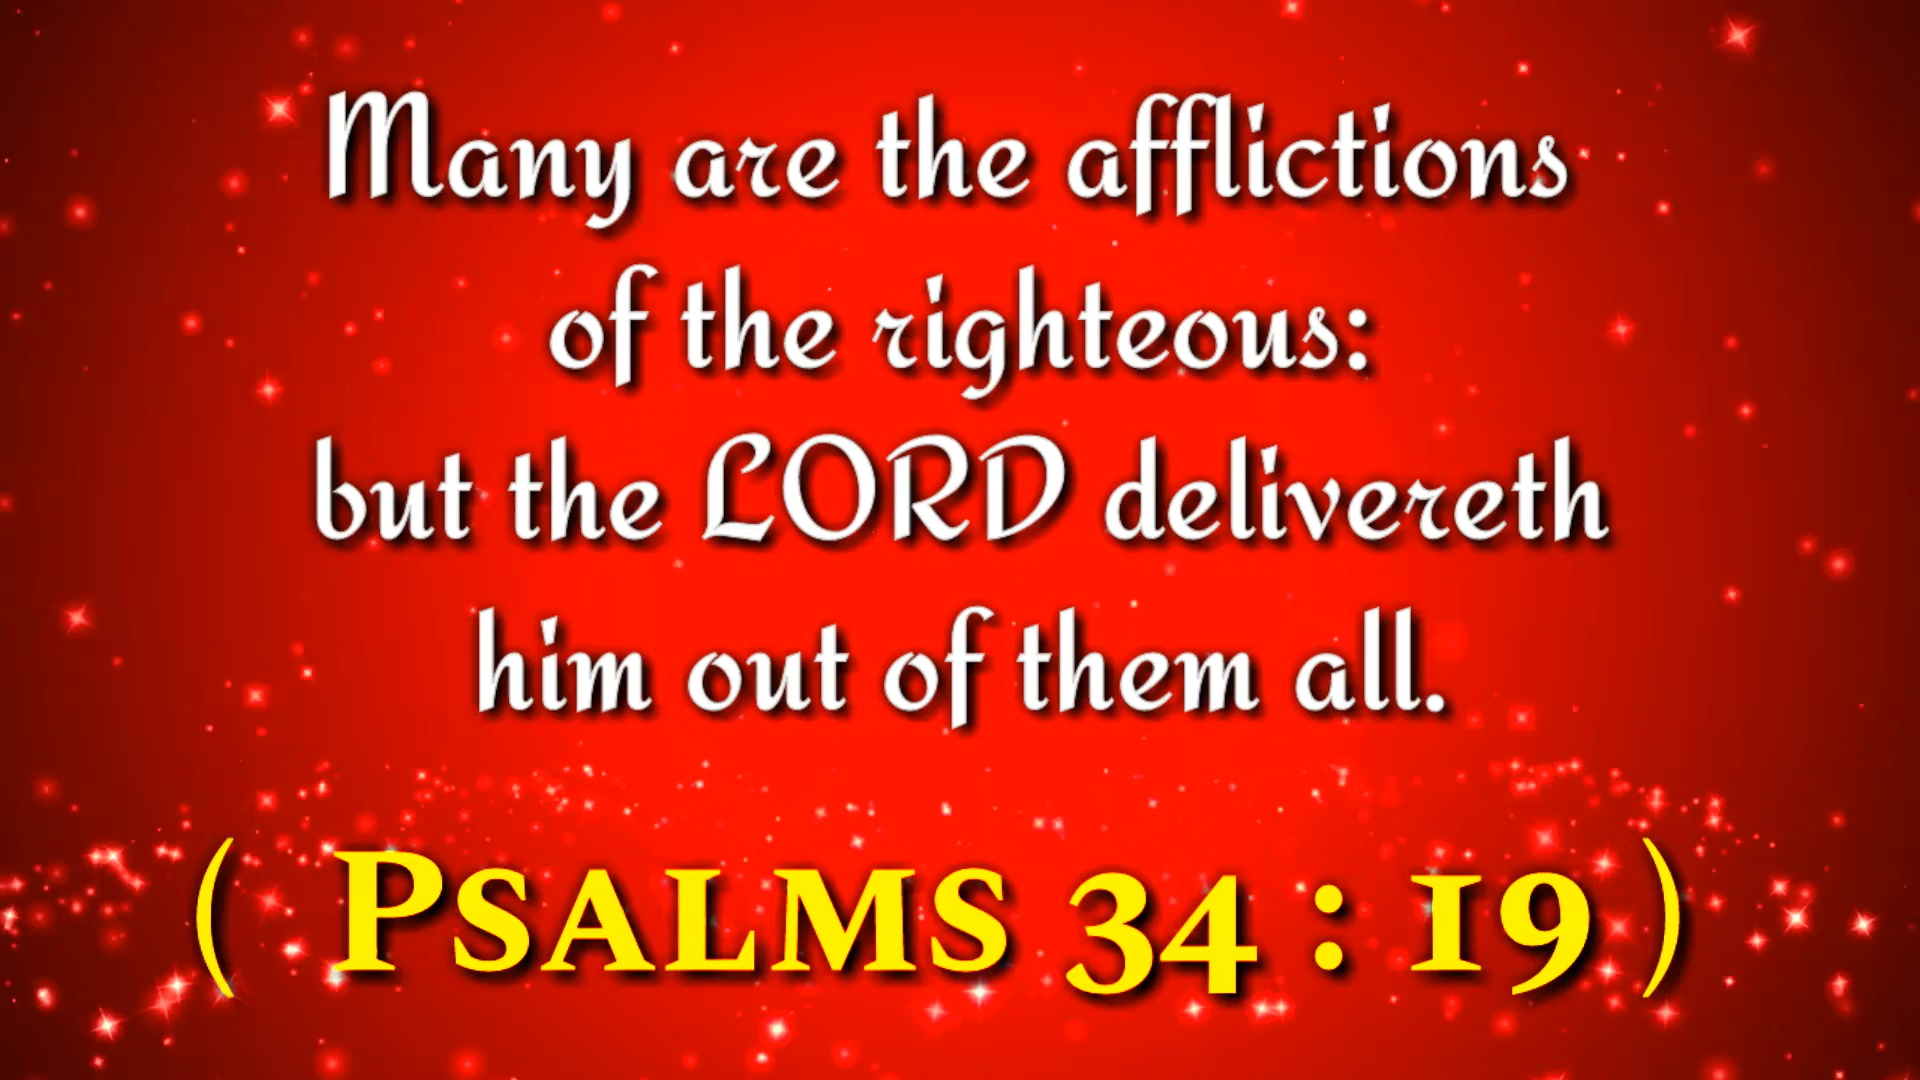 Many are the afflictions
of the righteous:
but the LORD delivereth
him out of them all.
( Psalms 34 : 19 )